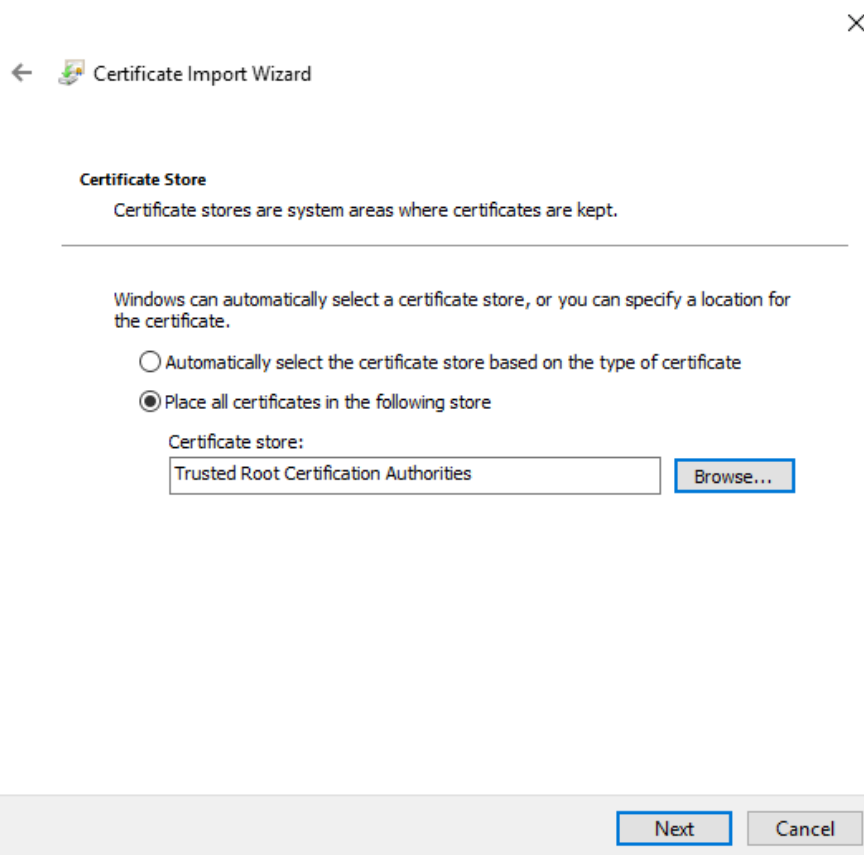 Certificate Import Wizard
Certificate Store
Certificate stores are system areas where certificates are kept.
Windows can automatically select a certificate store, or you can specify a location for
the certificate.
Automatically select the certificate store based on the type of certificate
Place all certificates in the following store
Certificate store:
Trusted Root Certification Authorities
Browse...
Next
Cancel